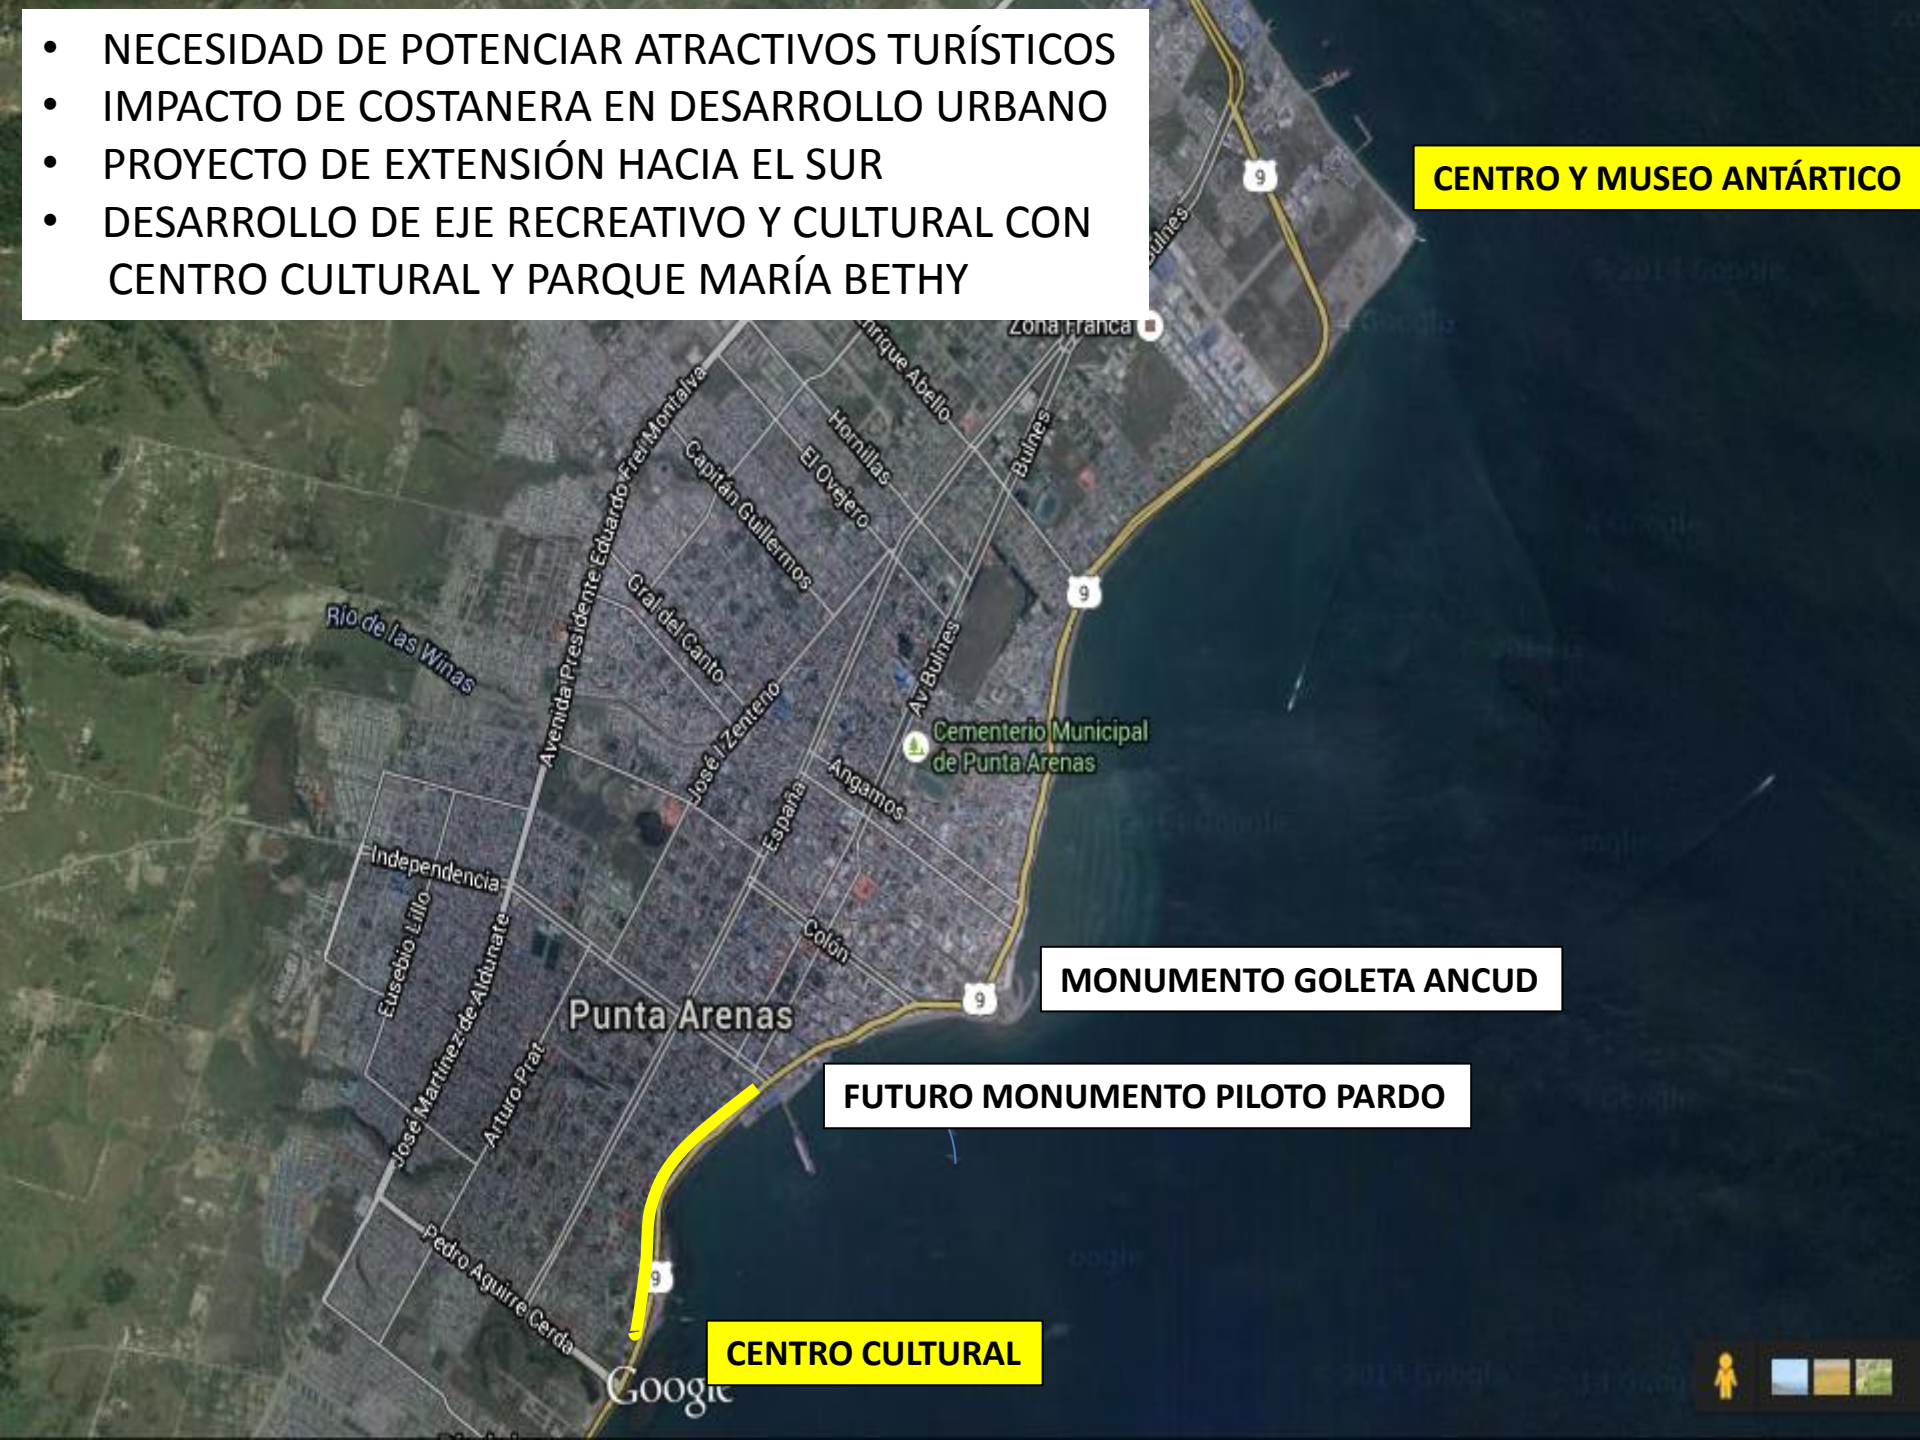 • NECESIDAD DE POTENCIAR ATRACTIVOS TURÍSTICOS
• IMPACTO DE COSTANERA EN DESARROLLO URBANO
• PROYECTO DE EXTENSIÓN HACIA EL SUR
• DESARROLLO DE EJE RECREATIVO Y CULTURAL CON
CENTRO CULTURAL Y PARQUE MARÍA BETHY
9
CENTRO Y MUSEO ANTÁRTICO
Bulnes
Zona Franca
Enrique Abello
Hornillas
El Ovejero
Bulnes
Capitán Guillermos
Avenida Presidente Eduardo Frei Montalva
9
Gral del Canto
Río de las Winas
Av Bulnes
José I Zenteno
Cementerio Municipal
de Punta Arenas
Angamos
España
Independencia
Eusebio Lillo
Colón
José Martínez de Aldunate
MONUMENTO GOLETA ANCUD
9
Punta Arenas
Arturo Prat
FUTURO MONUMENTO PILOTO PARDO
Pedro Aguirre Cerda
9
CENTRO CULTURAL
Google